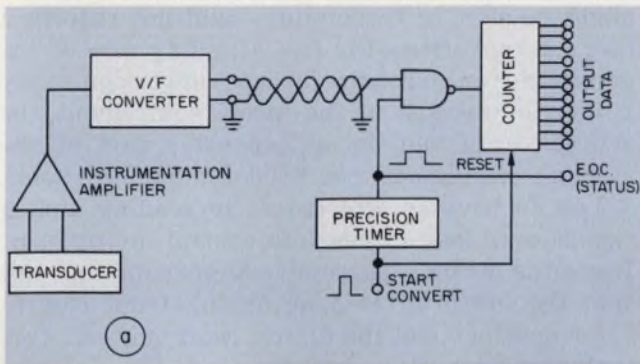 V/F
CONVERTER
INSTRUMENTATION
AMPLIFIER
TRANSDUCER
COUNTER
OUTPUT
DATA
RESET
E.O.C.
(STATUS)
PRECISION
TIMER
START
CONVERT
a